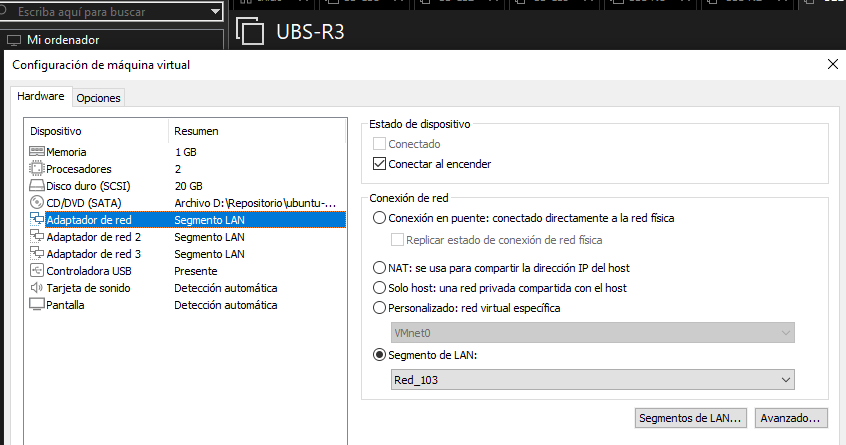 Escriba aquí para buscar
Mi ordenador
UBS-R3
Configuración de máquina virtual
Hardware
Opciones
Dispositivo Resumen
Memoria 1 GB
Procesadores 2
Disco duro (SCSI) 20 GB
CD/DVD (SATA) Archivo D:\Repositorio\ubuntu-...
Adaptador de red Segmento LAN
Adaptador de red 2 Segmento LAN
Adaptador de red 3 Segmento LAN
Controladora USB Presente
Tarjeta de sonido Detección automática
Pantalla Detección automática
Estado de dispositivo
Conectado
Conectar al encender
Conexión de red
Conexión en puente: conectado directamente a la red física
Replicar estado de conexión de red física
NAT: se usa para compartir la dirección IP del host
Solo host: una red privada compartida con el host
Personalizado: red virtual específica
VMnet0
Segmento de LAN:
Red_103
Segmentos de LAN...
Avanzado...